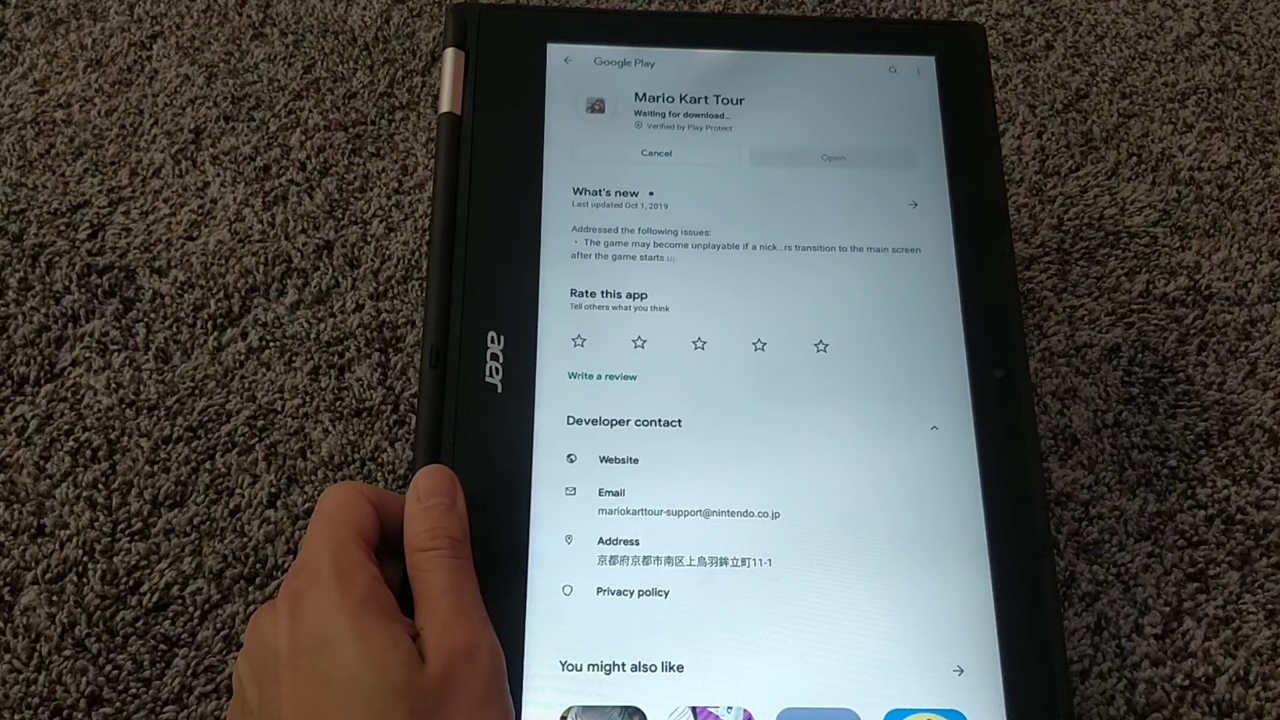 Google Play
Mario Kart Tour
Waiting for download...
Verified by Play Protect
Cancel
Open
What's new
Last updated Oct 1, 2019
Addressed the following issues:
· The game may become unplayable if a nick...rs transition to the main screen
after the game starts up
Rate this app
Tell others what you think
Write a review
Developer contact
Website
Email
mariokarttour-support@nintendo.co.jp
Address
京都府京都市南区上鳥羽鉾立町11-1
Privacy policy
You might also like
acer